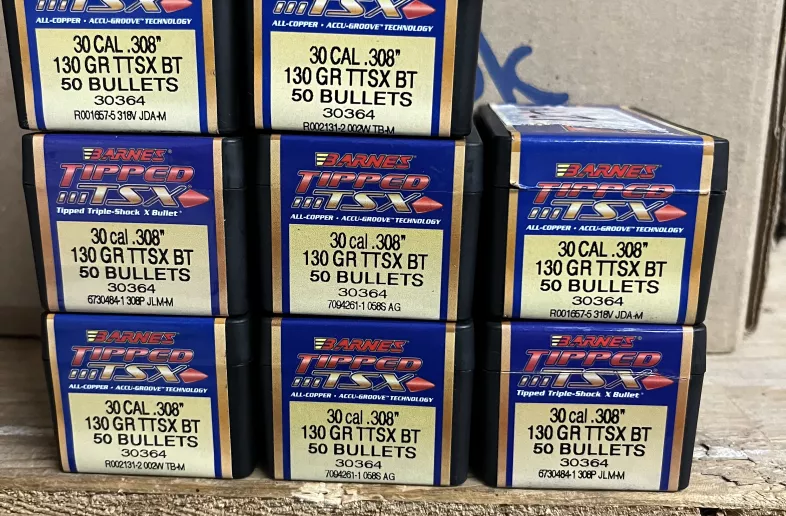 TSX
ALL-COPPER • ACCU-GROOVE™ TECHNOLOGY
30 CAL .308"
130 GR TTSX BT
50 BULLETS
30364
R001657-5 318V JDA-M
TSX
ALL-COPPER • ACCU-GROOVE™ TECHNOLOGY
30 CAL .308"
130 GR TTSX BT
50 BULLETS
30364
R002131-2 002W TB-M
BARNES
TIPPED
TSX
Tipped Triple-Shock X Bullet®
30 cal .308"
130 GR TTSX BT
50 BULLETS
30364
6730484-1 308P JLM-M
BARNES
TIPPED
TSX
ALL-COPPER • ACCU-GROOVE™ TECHNOLOGY
30 cal .308"
130 GR TTSX BT
50 BULLETS
30364
7094261-1 058S AG
BARNES
TIPPED
TSX
ALL-COPPER • ACCU-GROOVE™ TECHNOLOGY
30 CAL .308"
130 GR TTSX BT
50 BULLETS
30364
R001657-5 318V JDA-M
BARNES
TIPPED
TSX
ALL-COPPER • ACCU-GROOVE™ TECHNOLOGY
30 CAL .308"
130 GR TTSX BT
50 BULLETS
30364
R002131-2 002W TB-M
BARNES
TIPPED
TSX
ALL-COPPER • ACCU-GROOVE™ TECHNOLOGY
30 cal .308"
130 GR TTSX BT
50 BULLETS
30364
7094261-1 058S AG
BARNES
TIPPED
TSX
Tipped Triple-Shock X Bullet®
30 cal .308"
130 GR TTSX BT
50 BULLETS
30364
6730484-1 308P JLM-M